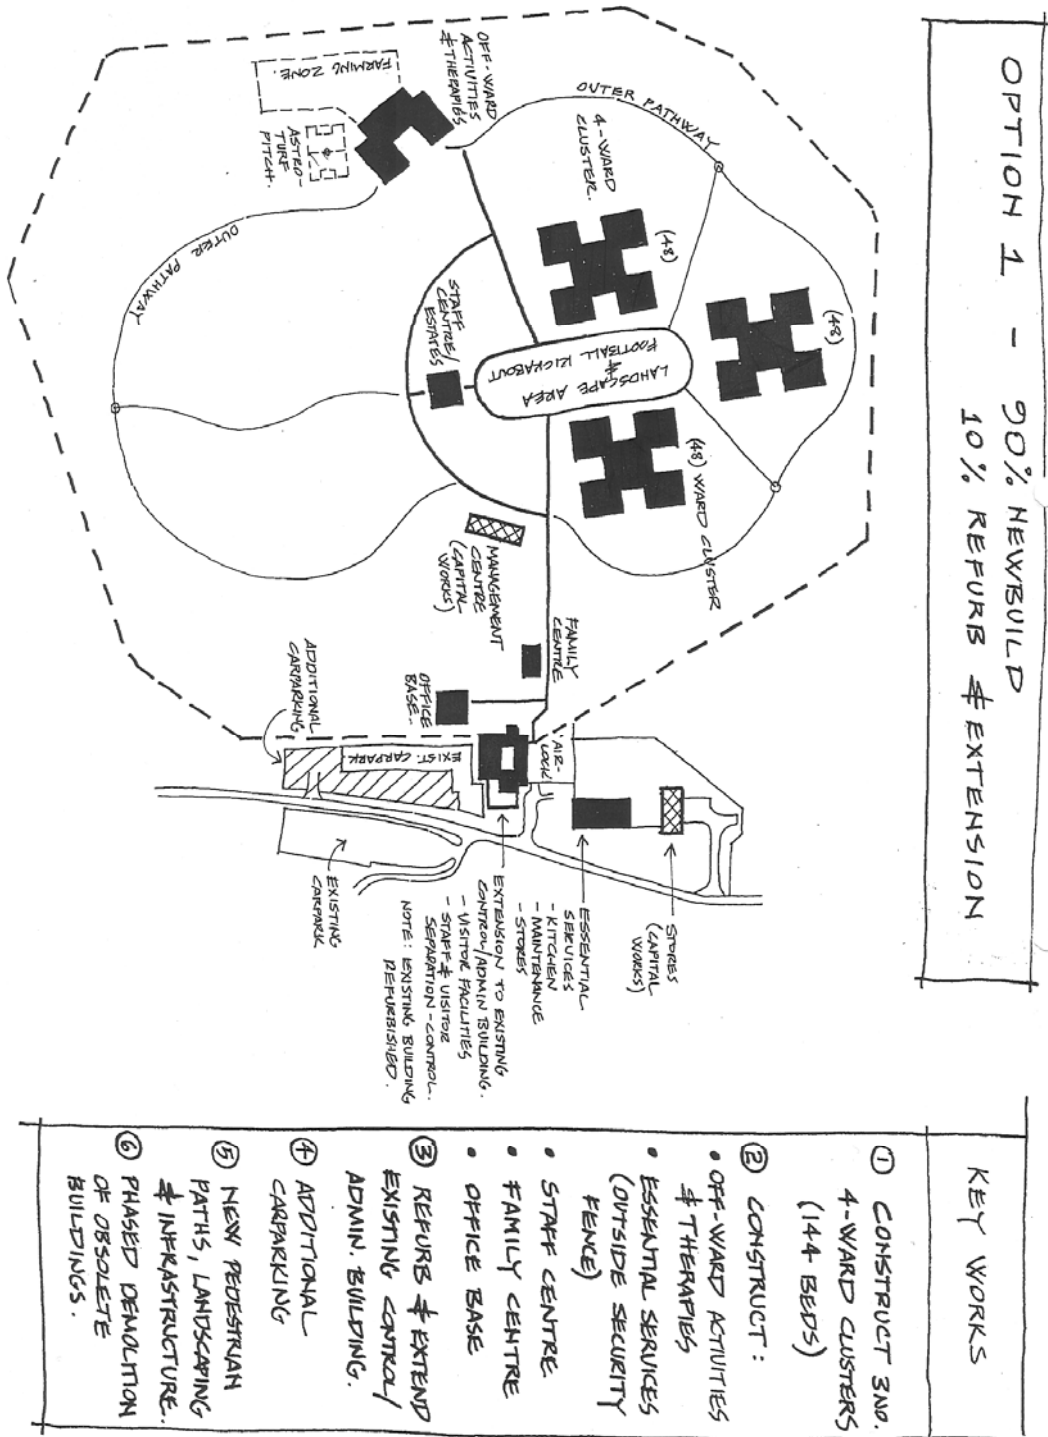 OPTION 1 - 90% NEWBUILD
10% REFURB & EXTENSION
OUTER PATHWAY
4-WARD
CLUSTER.
(48)
(48)
(48) WARD CLUSTER
OFF-WARD
ACTIVITIES
& THERAPIES
FARMING ZONE.
ASTRO-
TURF
PITCH.
OUTER PATHWAY
STAFF
CENTRE/
ESTATES
LANDSCAPE AREA
&
FOOTBALL KICKABOUT
MANAGEMENT
CENTRE
(CAPITAL
WORKS)
FAMILY
CENTRE
OFFICE
BASE.
ADDITIONAL
CARPARKING
EXIST. CARPARK
'AIR-
LOCK'
EXISTING
CARPARK
STORES
(CAPITAL
WORKS)
ESSENTIAL
SERVICES
- KITCHEN
- MAINTENANCE
- STORES
EXTENSION TO EXISTING
CONTROL/ADMIN BUILDING.
- VISITOR FACILITIES
- STAFF & VISITOR
SEPARATION-CONTROL.
NOTE: EXISTING BUILDING
REFURBISHED.
KEY WORKS
① CONSTRUCT 3NO.
4-WARD CLUSTERS
(144 BEDS)
② CONSTRUCT:
• OFF-WARD ACTIVITIES
& THERAPIES
• ESSENTIAL SERVICES
(OUTSIDE SECURITY
FENCE)
• STAFF CENTRE
• FAMILY CENTRE
• OFFICE BASE
③ REFURB & EXTEND
EXISTING CONTROL/
ADMIN. BUILDING.
④ ADDITIONAL
CARPARKING
⑤ NEW PEDESTRIAN
PATHS, LANDSCAPING
& INFRASTRUCTURE.
⑥ PHASED DEMOLITION
OF OBSOLETE
BUILDINGS.